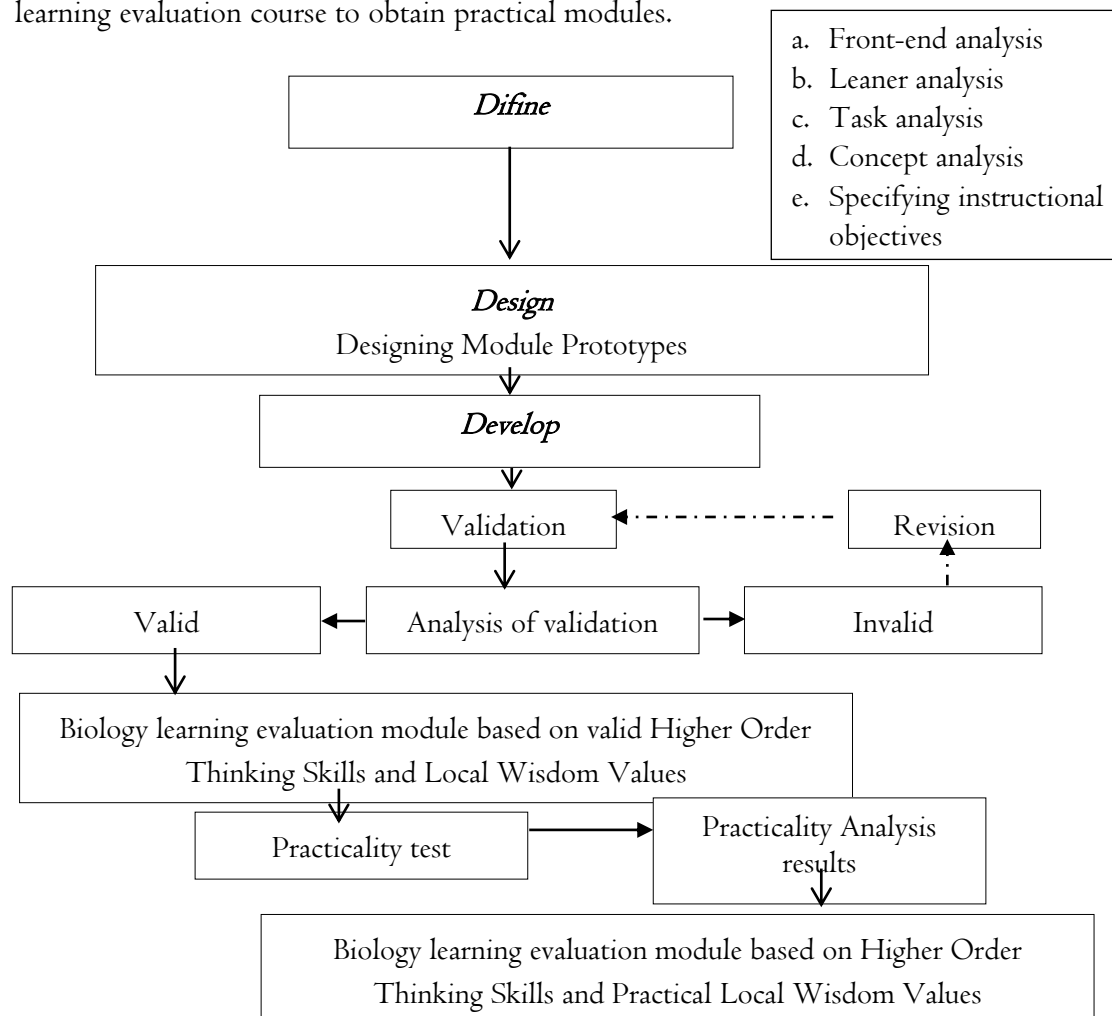 learning evaluation course to obtain practical modules.
a. Front-end analysis
b. Leaner analysis
c. Task analysis
d. Concept analysis
e. Specifying instructional
objectives
Difine
Design
Designing Module Prototypes
Develop
Validation
Revision
Valid
Analysis of validation
Invalid
Biology learning evaluation module based on valid Higher Order
Thinking Skills and Local Wisdom Values
Practicality test
Practicality Analysis
results
Biology learning evaluation module based on Higher Order
Thinking Skills and Practical Local Wisdom Values